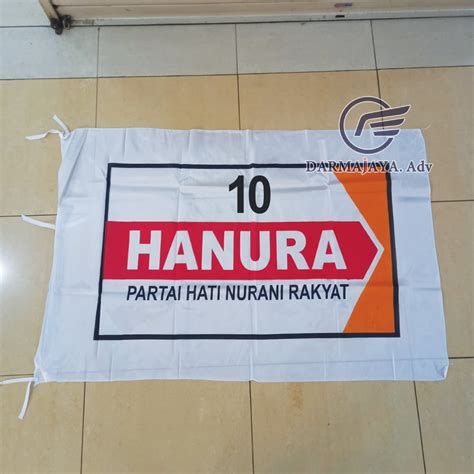 DARMAJAYA. Adv
10
HANURA
PARTAI HATI NURANI RAKYAT